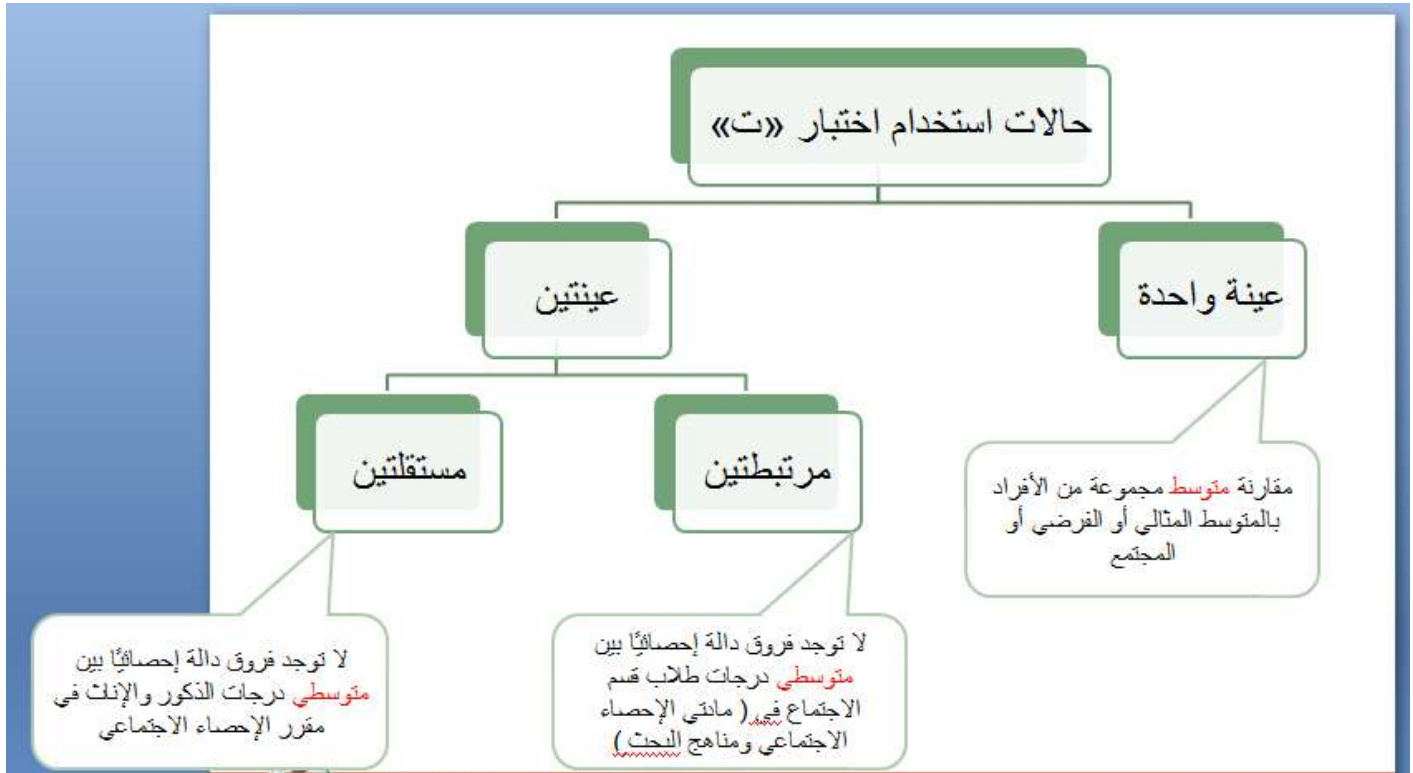 حالات استخدام اختبار «ت»
عينة واحدة
عينتين
مرتبطتين
مستقلتين
مقارنة متوسط مجموعة من الأفراد
بالمتوسط المثالي أو الفرضي أو
المجتمع
لا توجد فروق دالة إحصائيًا بين
متوسطي درجات طلاب قسم
الاجتماع في ( مادتي الإحصاء
الاجتماعي ومناهج البحث )
لا توجد فروق دالة إحصائيًا بين
متوسطي درجات الذكور والإناث في
مقرر الإحصاء الاجتماعي